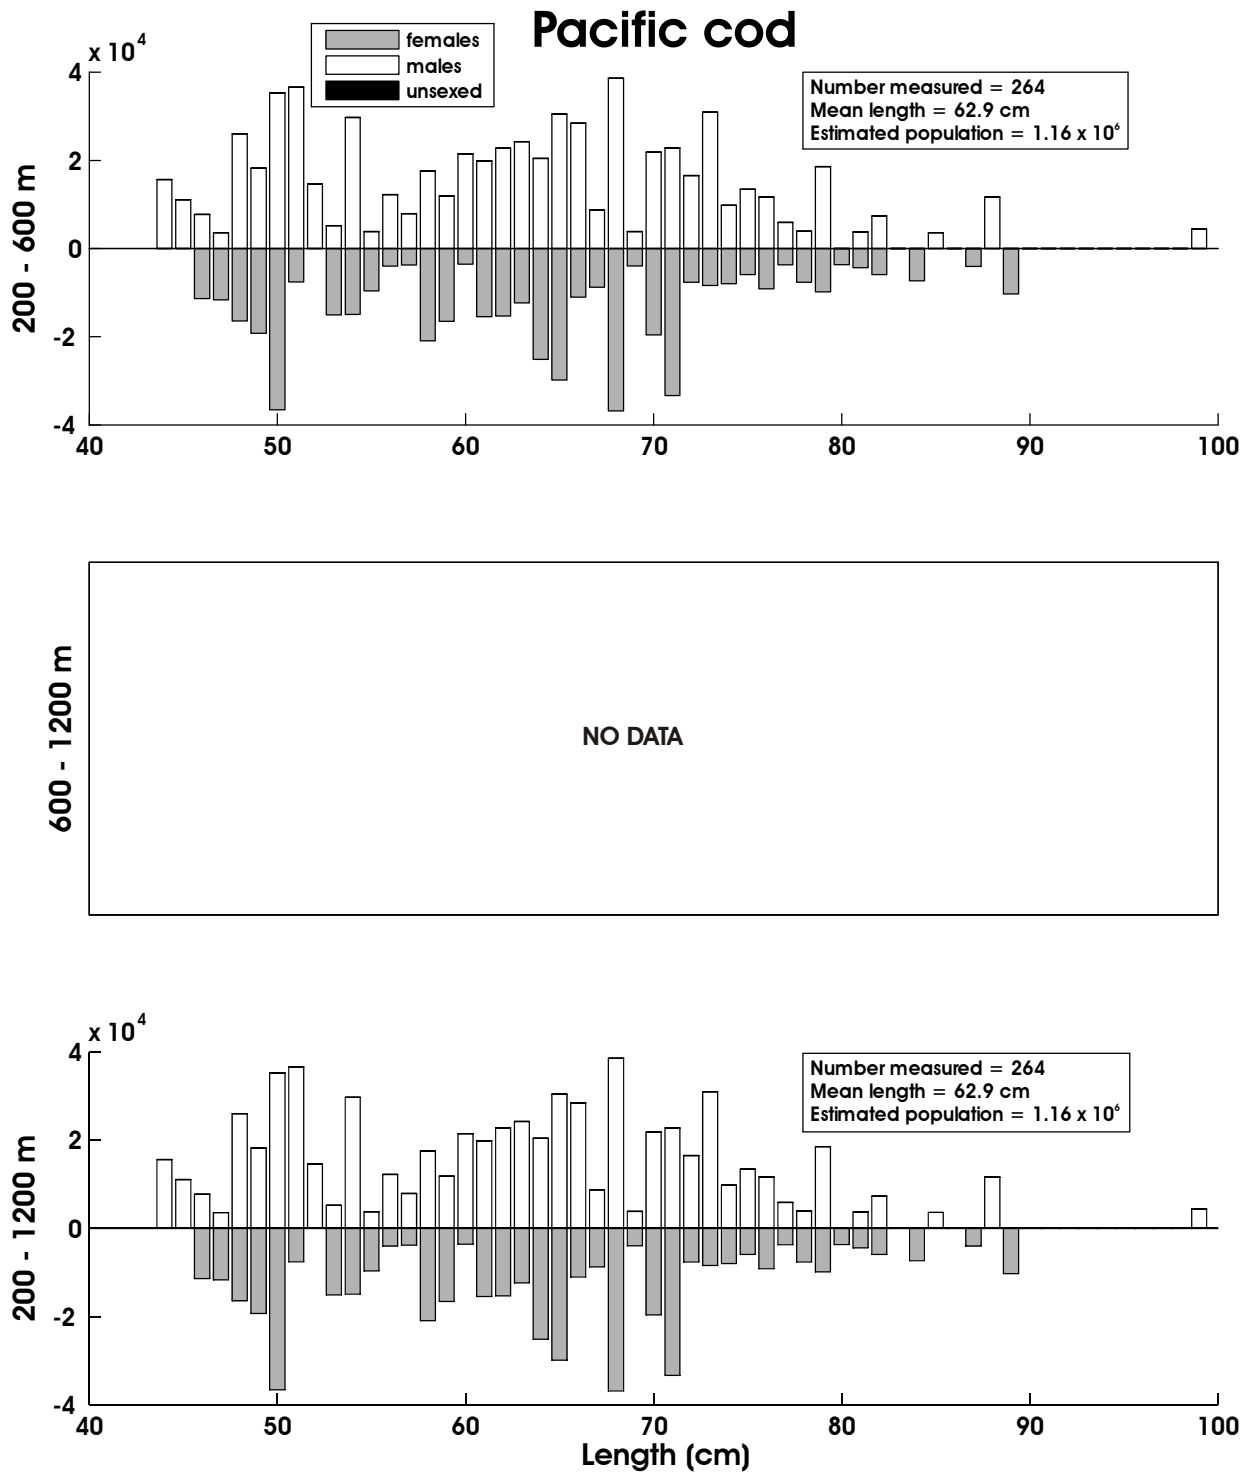 Pacific cod
x 10^4
females
males
unsexed
Number measured = 264
Mean length = 62.9 cm
Estimated population = 1.16 x 10^6
200 - 600 m
4
2
0
-2
-4
40 50 60 70 80 90 100
600 - 1200 m
NO DATA
x 10^4
Number measured = 264
Mean length = 62.9 cm
Estimated population = 1.16 x 10^6
200 - 1200 m
4
2
0
-2
-4
40 50 60 70 80 90 100
Length (cm)